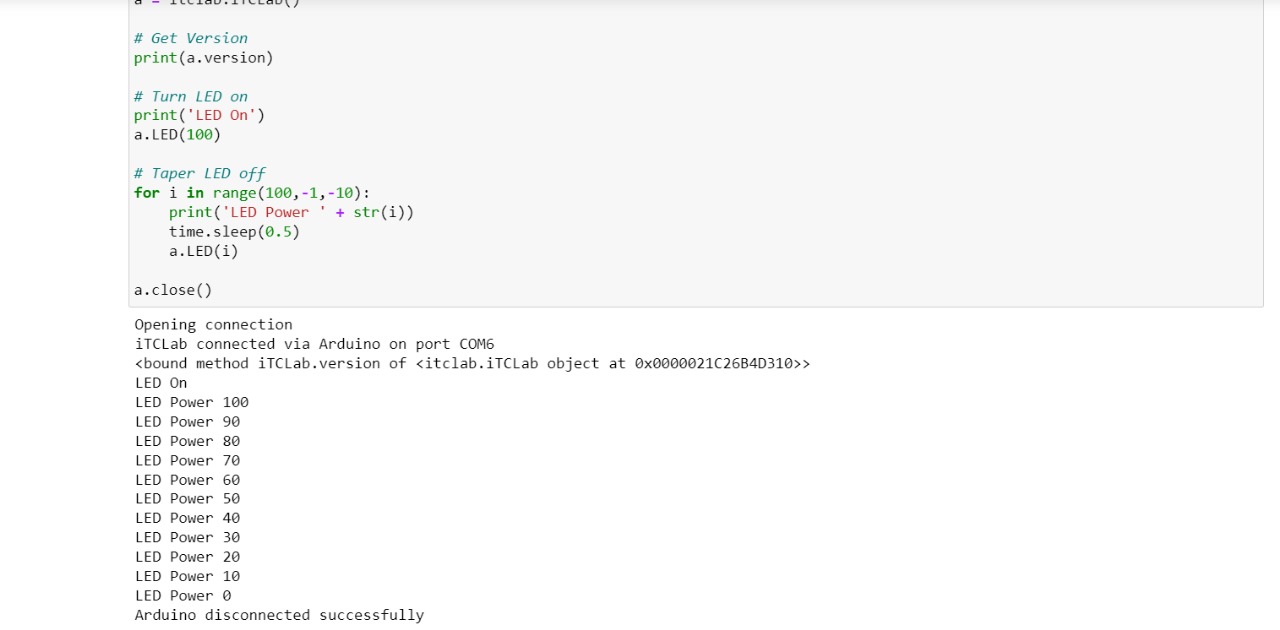 a = itclab.iTCLab()
# Get Version
print(a.version)
# Turn LED on
print('LED On')
a.LED(100)
# Taper LED off
for i in range(100,-1,-10):
    print('LED Power ' + str(i))
    time.sleep(0.5)
    a.LED(i)
a.close()
Opening connection
iTCLab connected via Arduino on port COM6
<bound method iTCLab.version of <itclab.iTCLab object at 0x0000021C26B4D310>>
LED On
LED Power 100
LED Power 90
LED Power 80
LED Power 70
LED Power 60
LED Power 50
LED Power 40
LED Power 30
LED Power 20
LED Power 10
LED Power 0
Arduino disconnected successfully